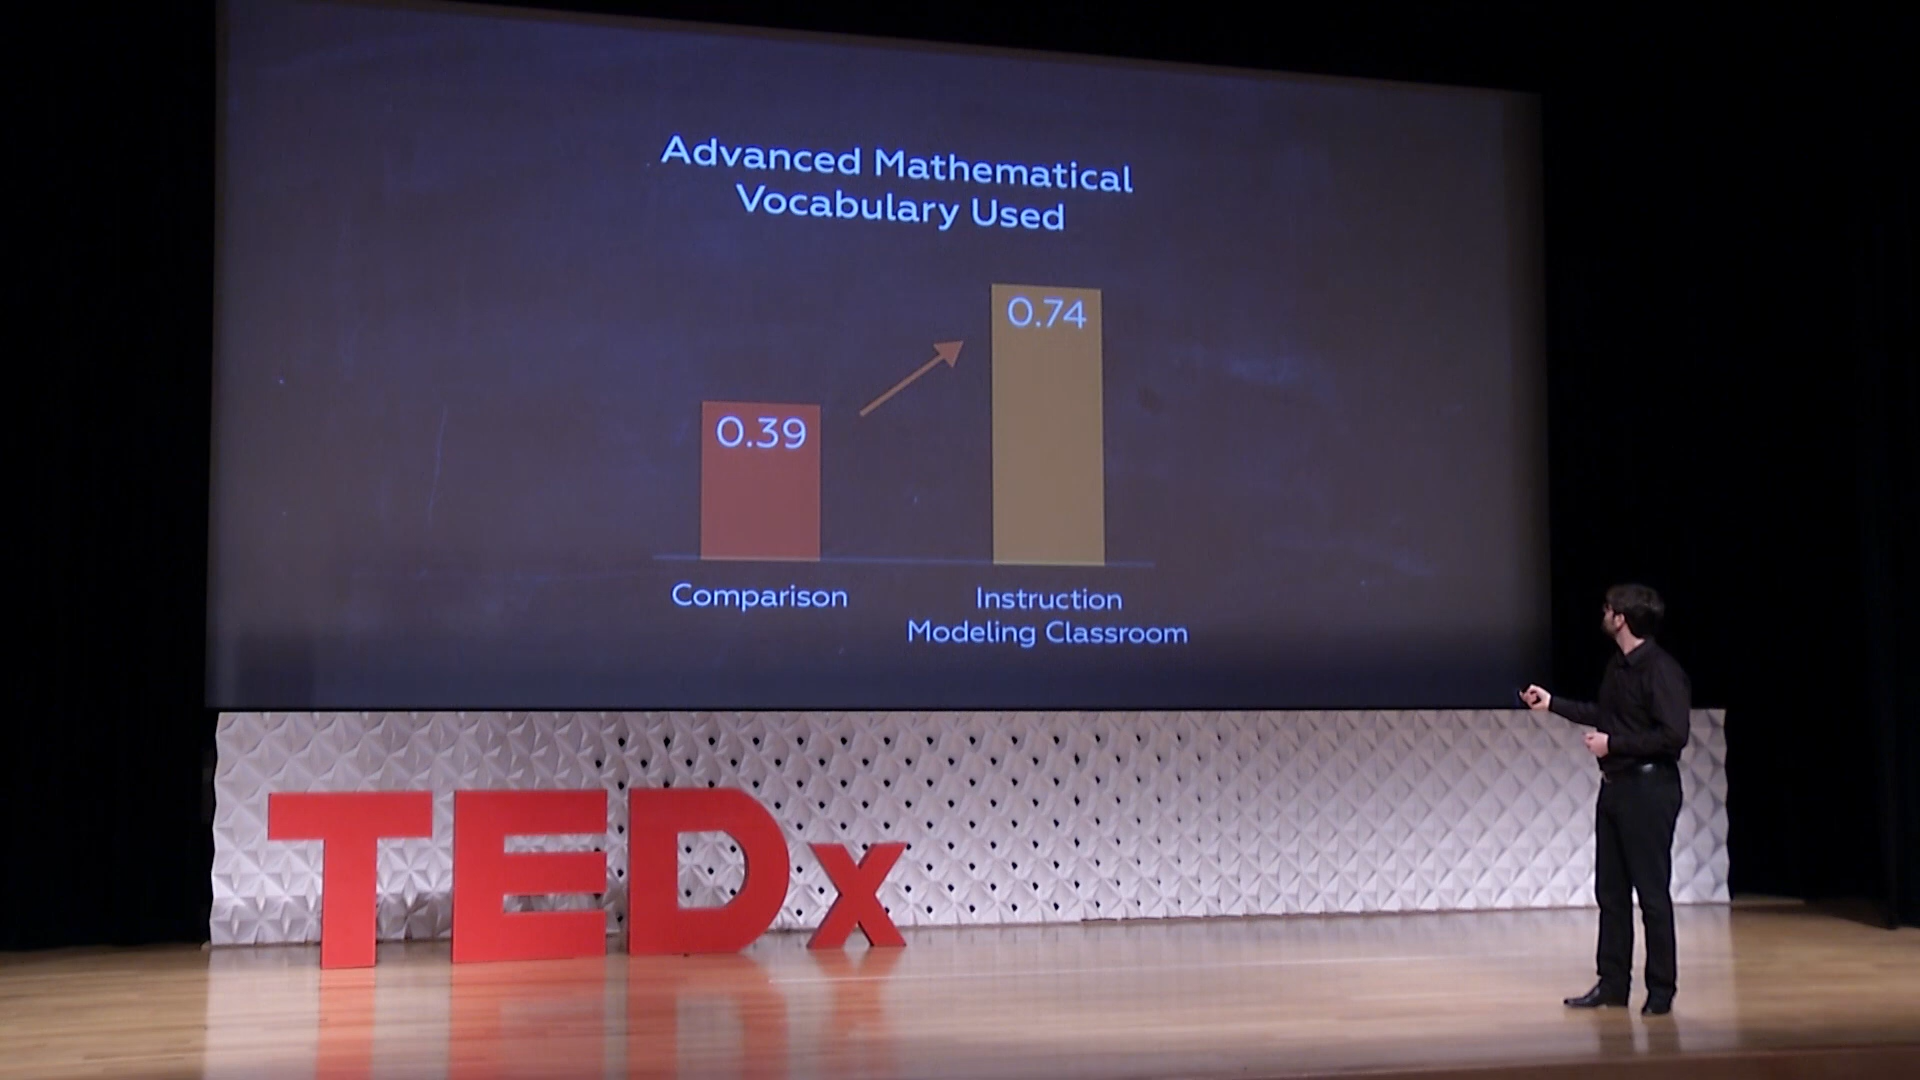 Advanced Mathematical
Vocabulary Used
0.74
0.39
Comparison
Instruction
Modeling Classroom
TEDx